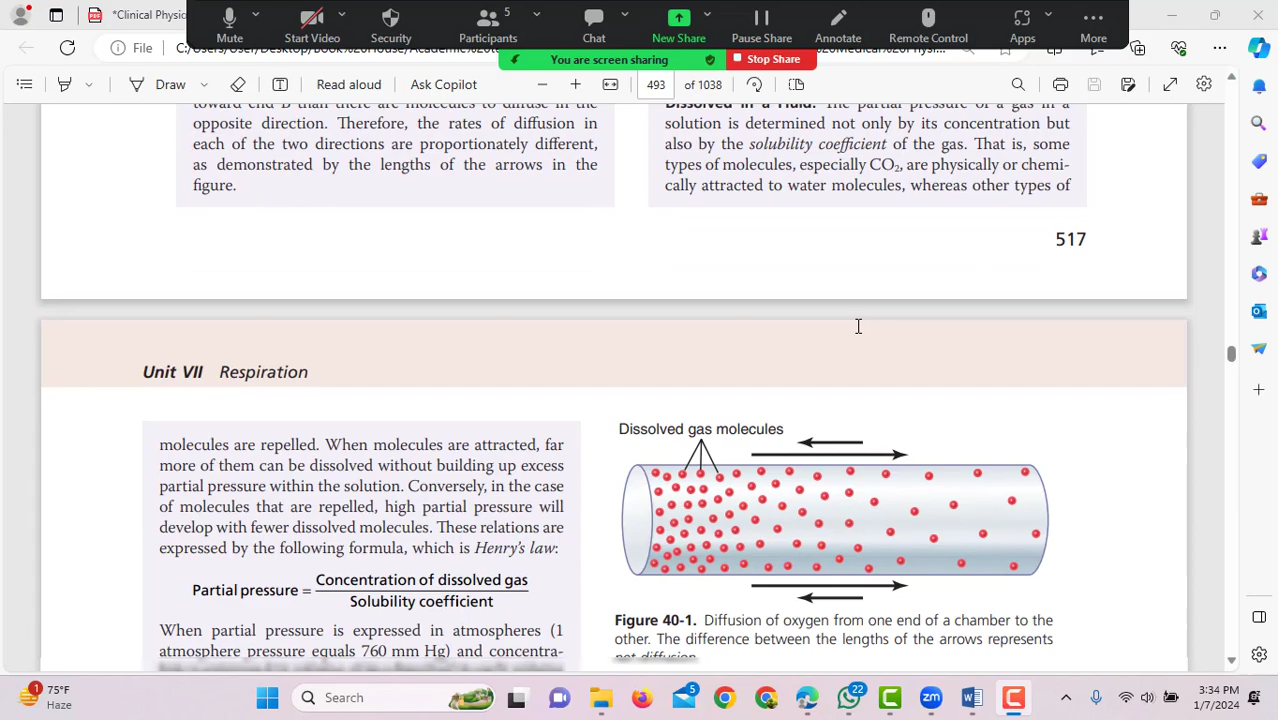 *Clinical Physi
Mute
Start Video
Security
Participants
5
Chat
New Share
Pause Share
Annotate
Remote Control
Apps
More
File
You are screen sharing
Stop Share
Draw
Read aloud
Ask Copilot
493
of 1038
toward end B than there are molecules to diffuse in the
opposite direction. Therefore, the rates of diffusion in
each of the two directions are proportionately different,
as demonstrated by the lengths of the arrows in the
figure.
Dissolved in a Fluid. The partial pressure of a gas in a
solution is determined not only by its concentration but
also by the solubility coefficient of the gas. That is, some
types of molecules, especially CO₂, are physically or chemi-
cally attracted to water molecules, whereas other types of
517
Unit VII Respiration
molecules are repelled. When molecules are attracted, far
more of them can be dissolved without building up excess
partial pressure within the solution. Conversely, in the case
of molecules that are repelled, high partial pressure will
develop with fewer dissolved molecules. These relations are
expressed by the following formula, which is Henry's law:
Partial pressure = Concentration of dissolved gas
Solubility coefficient
When partial pressure is expressed in atmospheres (1
atmosphere pressure equals 760 mm Hg) and concentra-
Dissolved gas molecules
Figure 40-1. Diffusion of oxygen from one end of a chamber to the
other. The difference between the lengths of the arrows represents
net diffusion.
1
75°F
Haze
Search
5
22
3:34 PM
1/7/2024